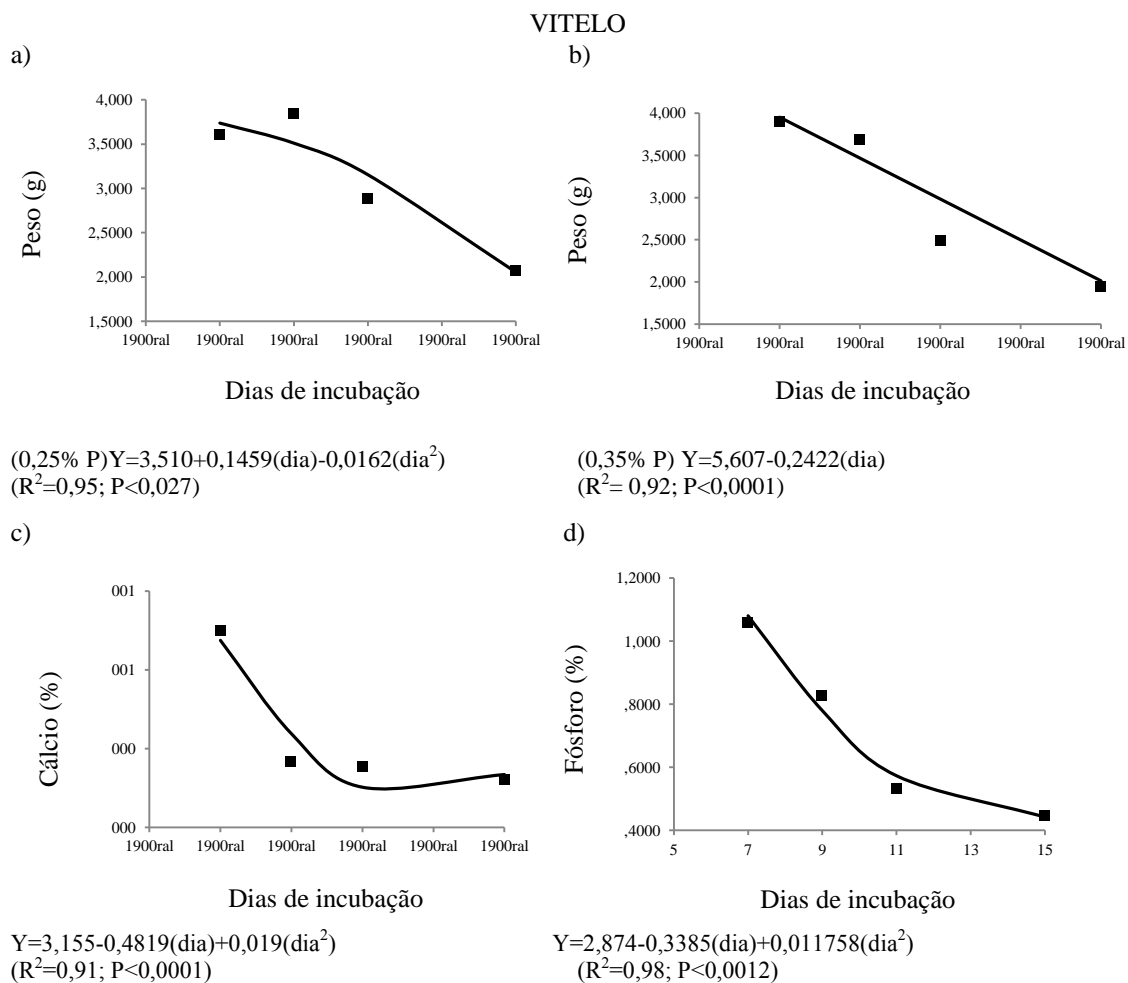 VITELO
a)
4,000
3,5000
3,000
2,5000
2,000
1,5000
Peso (g)
1900ral 1900ral 1900ral 1900ral 1900ral 1900ral
Dias de incubação
(0,25% P)Y=3,510+0,1459(dia)-0,0162(dia²)
(R²=0,95; P<0,027)
b)
4,000
3,5000
3,000
2,5000
2,000
1,5000
Peso (g)
1900ral 1900ral 1900ral 1900ral 1900ral 1900ral
Dias de incubação
(0,35% P) Y=5,607-0,2422(dia)
(R²= 0,92; P<0,0001)
c)
001
001
000
000
Cálcio (%)
1900ral 1900ral 1900ral 1900ral 1900ral 1900ral
Dias de incubação
Y=3,155-0,4819(dia)+0,019(dia²)
(R²=0,91; P<0,0001)
d)
1,2000
1,000
,8000
,6000
,4000
Fósforo (%)
5 7 9 11 13 15
Dias de incubação
Y=2,874-0,3385(dia)+0,011758(dia²)
(R²=0,98; P<0,0012)